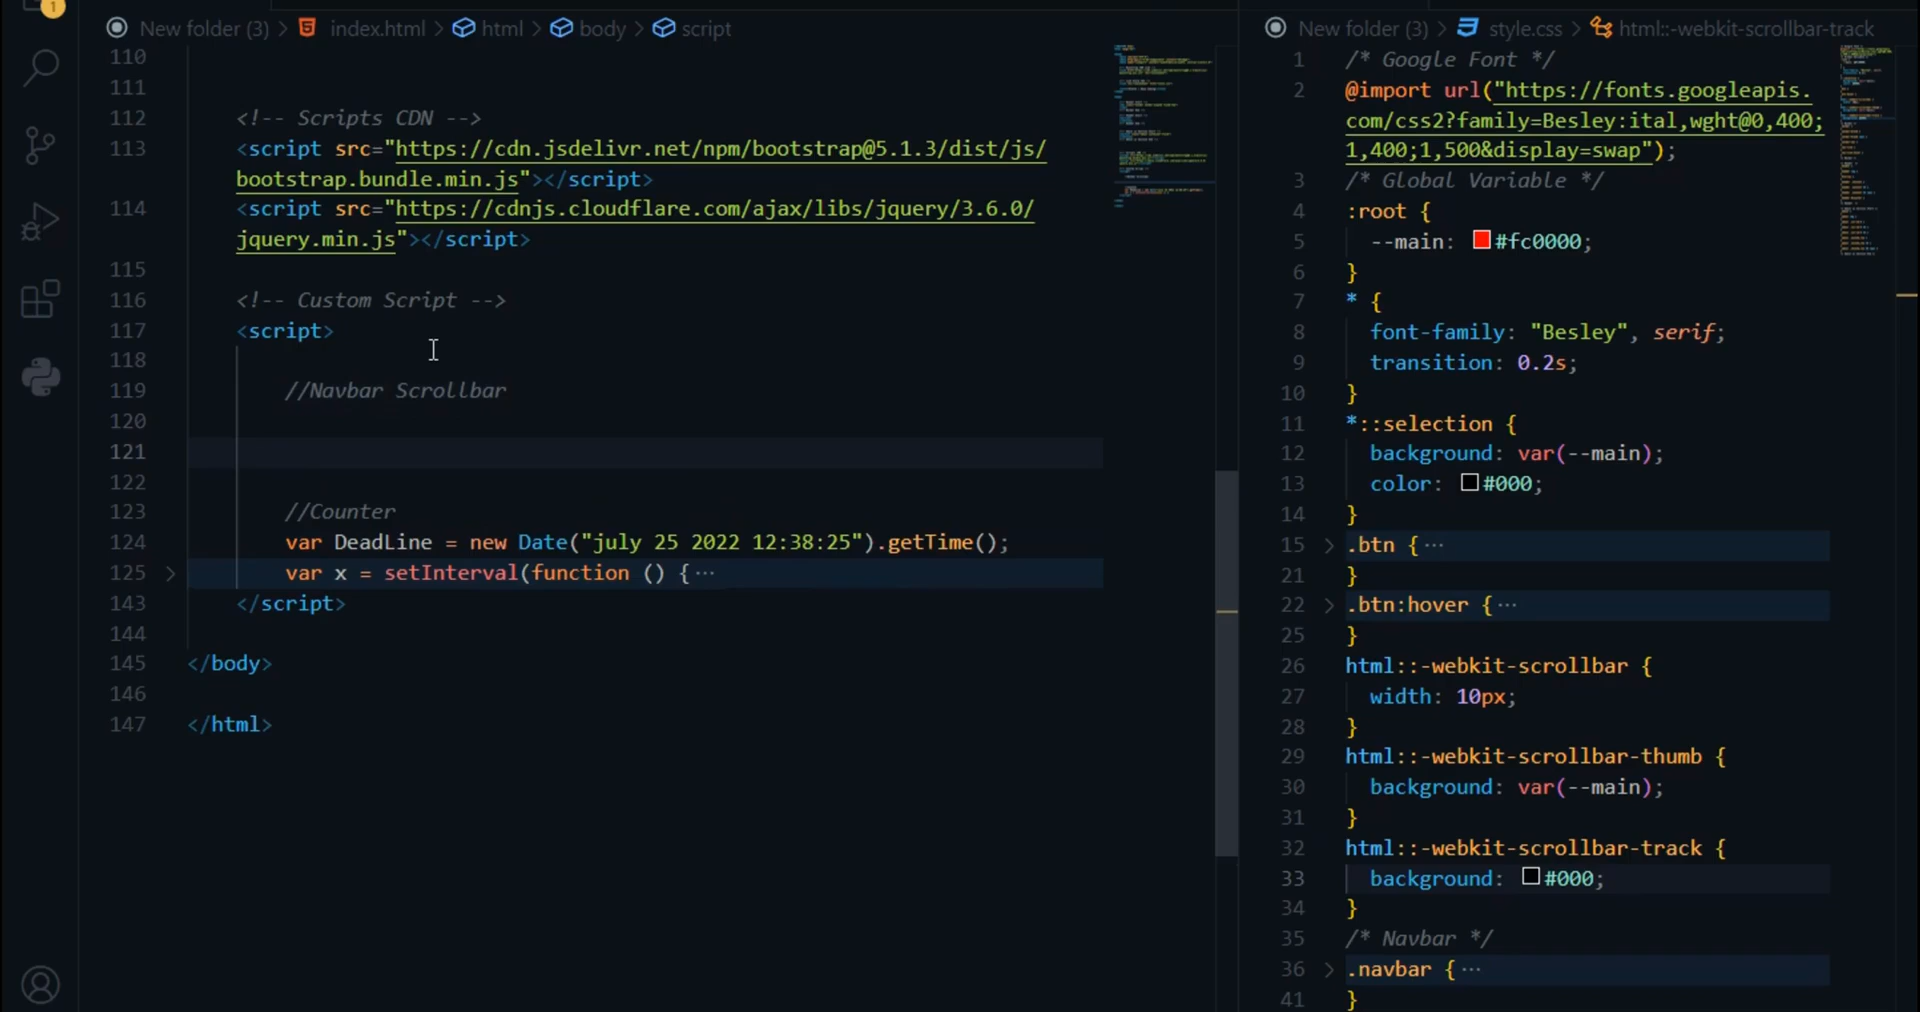 1
New folder (3) > index.html > html > body > script
110
111
112 <!-- Scripts CDN -->
113 <script src="https://cdn.jsdelivr.net/npm/bootstrap@5.1.3/dist/js/
bootstrap.bundle.min.js"></script>
114 <script src="https://cdnjs.cloudflare.com/ajax/libs/jquery/3.6.0/
jquery.min.js"></script>
115
116 <!-- Custom Script -->
117 <script>
118
119 //Navbar Scrollbar
120
121
122
123 //Counter
124 var DeadLine = new Date("july 25 2022 12:38:25").getTime();
125 var x = setInterval(function () { ···
143 </script>
144
145 </body>
146
147 </html>
New folder (3) > style.css > html::-webkit-scrollbar-track
1 /* Google Font */
2 @import url("https://fonts.googleapis.
com/css2?family=Besley:ital,wght@0,400;
1,400;1,500&display=swap");
3 /* Global Variable */
4 :root {
5 --main: #fc0000;
6 }
7 * {
8 font-family: "Besley", serif;
9 transition: 0.2s;
10 }
11 *::selection {
12 background: var(--main);
13 color: #000;
14 }
15 .btn { ···
21 }
22 .btn:hover { ···
25 }
26 html::-webkit-scrollbar {
27 width: 10px;
28 }
29 html::-webkit-scrollbar-thumb {
30 background: var(--main);
31 }
32 html::-webkit-scrollbar-track {
33 background: #000;
34 }
35 /* Navbar */
36 .navbar { ···
41 }